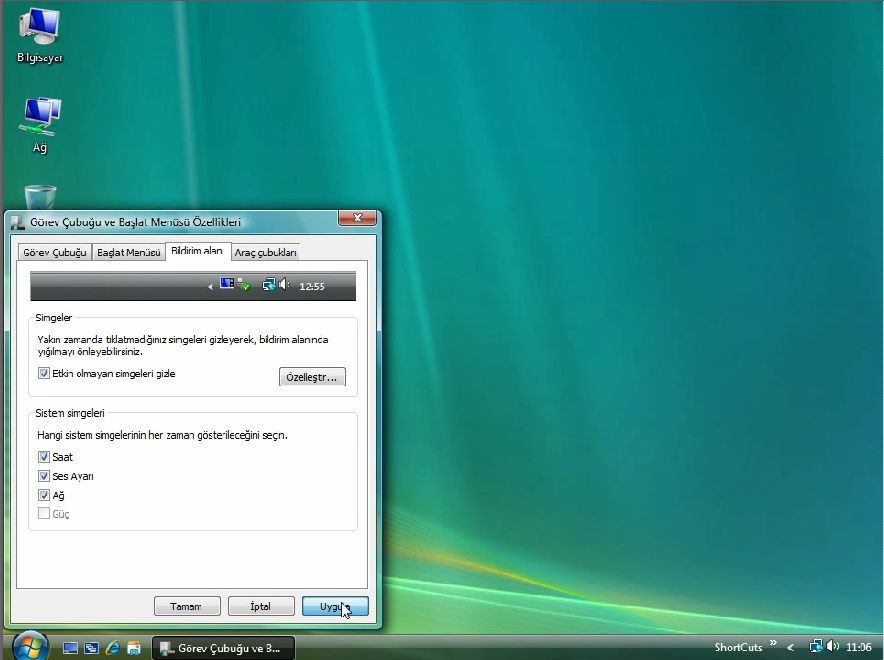 Bilgisayar
Ağ
Görev Çubuğu ve Başlat Menüsü Özellikleri
Görev Çubuğu
Başlat Menüsü
Bildirim alanı
Araç çubukları
12:55
Simgeler
Yakın zamanda tıklatmadığınız simgeleri gizleyerek, bildirim alanında
yığılmayı önleyebilirsiniz.
Etkin olmayan simgeleri gizle
Özelleştir...
Sistem simgeleri
Hangi sistem simgelerinin her zaman gösterileceğini seçin.
Saat
Ses Ayarı
Ağ
Güç
Tamam
İptal
Uygula
Görev Çubuğu ve B...
ShortCuts
11:06